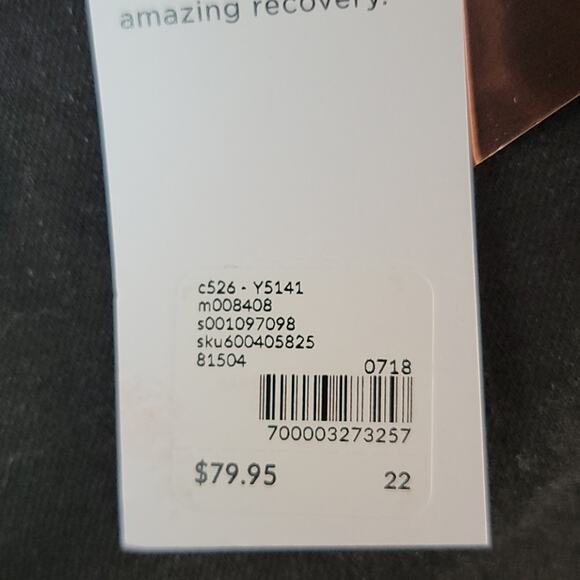 amazing recovery.
c526 - Y5141
m008408
s001097098
sku600405825
81504
0718
700003273257
$79.95
22